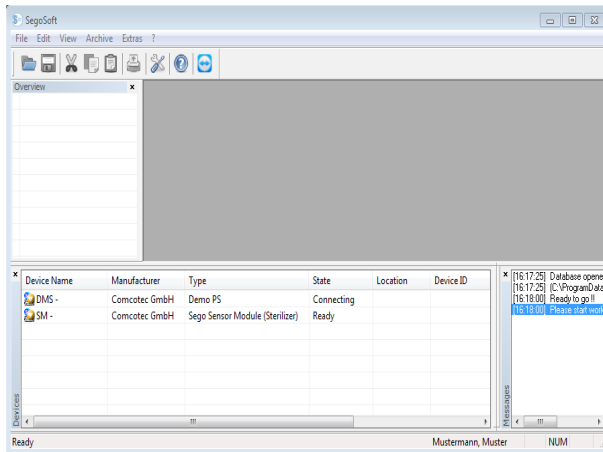 SegoSoft
File Edit View Archive Extras ?
Overview x
Device Name Manufacturer Type State Location Device ID
DMS - Comcotec GmbH Demo PS Connecting
SM - Comcotec GmbH Sego Sensor Module (Sterilizer) Ready
Devices
[16:17:25] Database opene
[16:17:25] (C:\ProgramData
[16:18:00] Ready to go !!
[16:18:00] Please start work
Messages
Ready Mustermann, Muster NUM